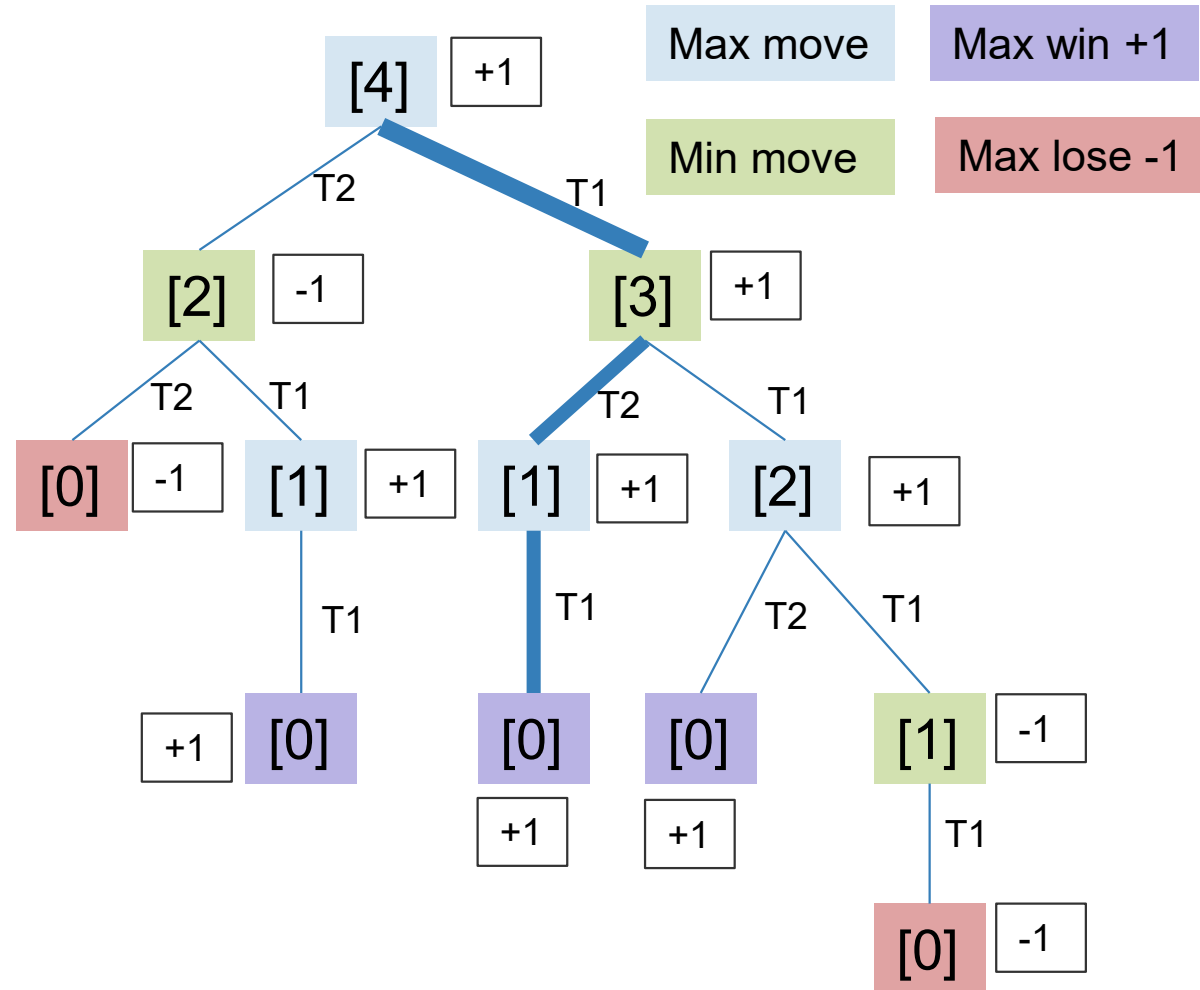 [4]
+1
Max move
Max win +1
Min move
Max lose -1
T2
T1
[2]
-1
[3]
+1
T2
T1
T2
T1
[0]
-1
[1]
+1
[1]
+1
[2]
+1
T1
T1
T2
T1
+1
[0]
[0]
[0]
[1]
-1
+1
+1
T1
[0]
-1